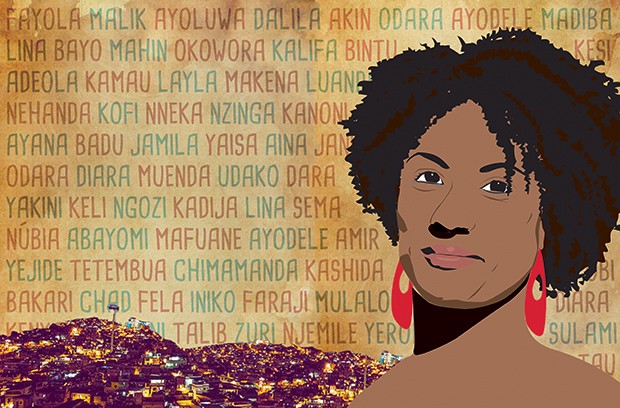 FAYOLA MALIK AYOLUWA DALILA AKIN ODARA AYODELE MADIBA
LINA BAYO MAHIN OKOWORA KALIFA BINTU KESI
ADEOLA KAMAU LAYLA MAKENA
NEHANDA KOFI NNEKA NZINGA
AYANA BADU JAMILA YAISA AINA
ODARA DIARA MUENDA UDAKO DARA
YAKINI KELI NGOZI KADIJA LINA SEMA
NÚBIA ABAYOMI MAFUANE AYODELE AMIR
YEJIDE TETEMBUA CHIMAMANDA KASHIDA
BAKARI CHAD FELA INIKO FARAJI MULALO DIARA
TALIB ZURI NJEMILE SULAMI
TAU